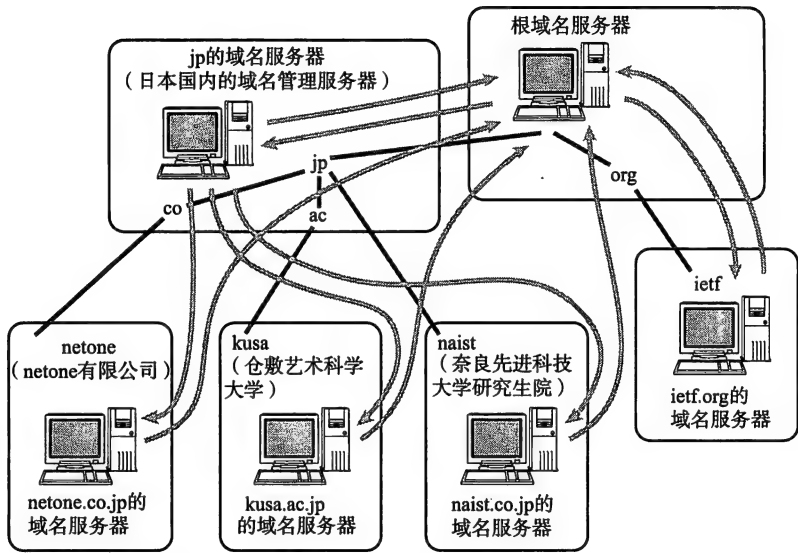 jp的域名服务器
（日本国内的域名管理服务器）
根域名服务器
jp
org
co
ac
ietf
netone
（netone有限公司）
kusa
（仓敷艺术科学
大学）
naist
（奈良先进科技
大学研究生院）
ietf.org的
域名服务器
netone.co.jp的
域名服务器
kusa.ac.jp
的域名服务器
naist.co.jp的
域名服务器